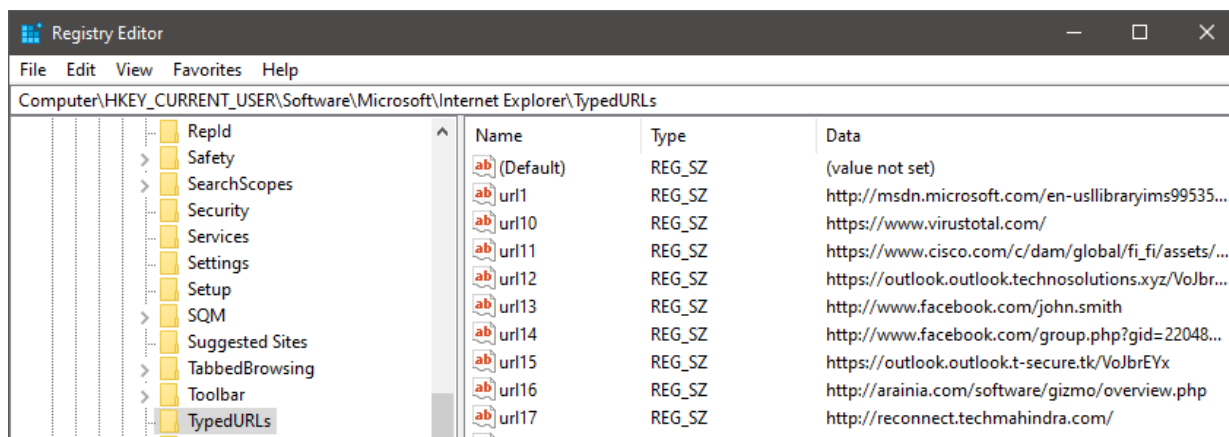 Registry Editor
File Edit View Favorites Help
Computer\HKEY_CURRENT_USER\Software\Microsoft\Internet Explorer\TypedURLs
RepId
Safety
SearchScopes
Security
Services
Settings
Setup
SQM
Suggested Sites
TabbedBrowsing
Toolbar
TypedURLs
Name Type Data
(Default) REG_SZ (value not set)
url1 REG_SZ http://msdn.microsoft.com/en-usllibraryims99535...
url10 REG_SZ https://www.virustotal.com/
url11 REG_SZ https://www.cisco.com/c/dam/global/fi_fi/assets/...
url12 REG_SZ https://outlook.outlook.technosolutions.xyz/VoJbr...
url13 REG_SZ http://www.facebook.com/john.smith
url14 REG_SZ http://www.facebook.com/group.php?gid=22048...
url15 REG_SZ https://outlook.outlook.t-secure.tk/VoJbrEYx
url16 REG_SZ http://arainia.com/software/gizmo/overview.php
url17 REG_SZ http://reconnect.techmahindra.com/